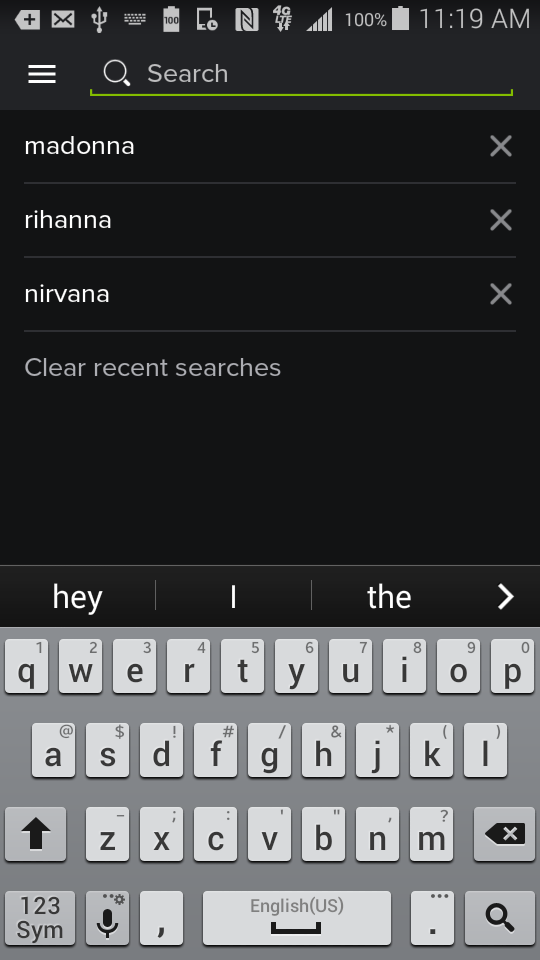 100 4G LTE 100% 11:19 AM
Search
madonna
rihanna
nirvana
Clear recent searches
hey I the
1 2 3 4 5 6 7 8 9 0
q w e r t y u i o p
@ $ ! # / & * ( )
a s d f g h j k l
- ; : ' " , ?
z x c v b n m
123 Sym , English(US) .